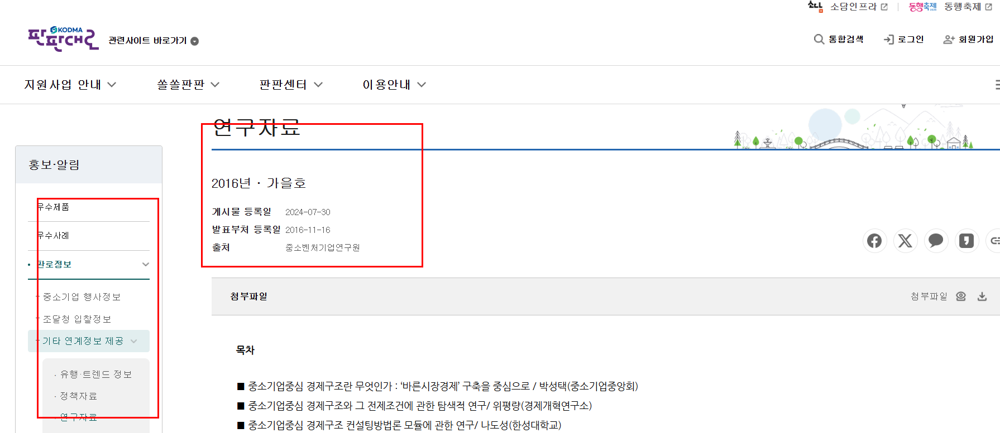 소담인프라
동행축제 동행축제
KODMA
판판대로
관련사이트 바로가기
통합검색
로그인
회원가입
지원사업 안내
쏠쏠판판
판판센터
이용안내
연구자료
홍보·알림
우수제품
우수사례
판로정보
- 중소기업 행사정보
- 조달청 입찰정보
- 기타 연계정보 제공
· 유행·트렌드 정보
· 정책자료
· 연구자료
2016년 · 가을호
게시물 등록일 2024-07-30
발표부처 등록일 2016-11-16
출처 중소벤처기업연구원
첨부파일
첨부파일
목차
■ 중소기업중심 경제구조란 무엇인가 : ‘바른시장경제’ 구축을 중심으로 / 박성택(중소기업중앙회)
■ 중소기업중심 경제구조와 그 전제조건에 관한 탐색적 연구/ 위평량(경제개혁연구소)
■ 중소기업중심 경제구조 컨설팅방법론 모듈에 관한 연구/ 나도성(한성대학교)